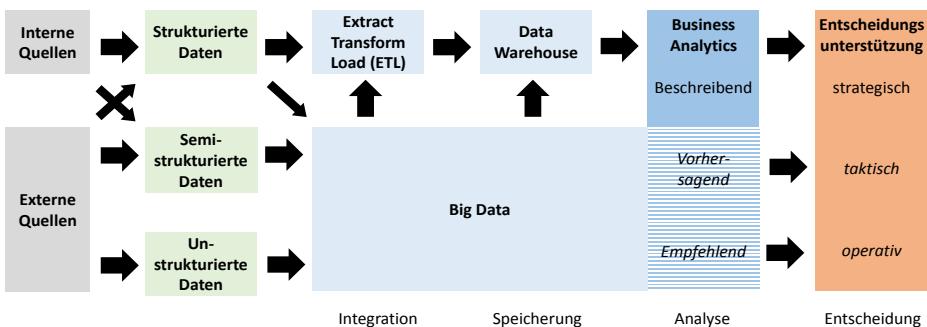 Interne
Quellen
Strukturierte
Daten
Extract
Transform
Load (ETL)
Data
Warehouse
Business
Analytics
Beschreibend
Entscheidungs
unterstützung
strategisch
Externe
Quellen
Semi-
strukturierte
Daten
Un-
strukturierte
Daten
Big Data
Vorher-
sagend
Empfehlend
taktisch
operativ
Integration
Speicherung
Analyse
Entscheidung